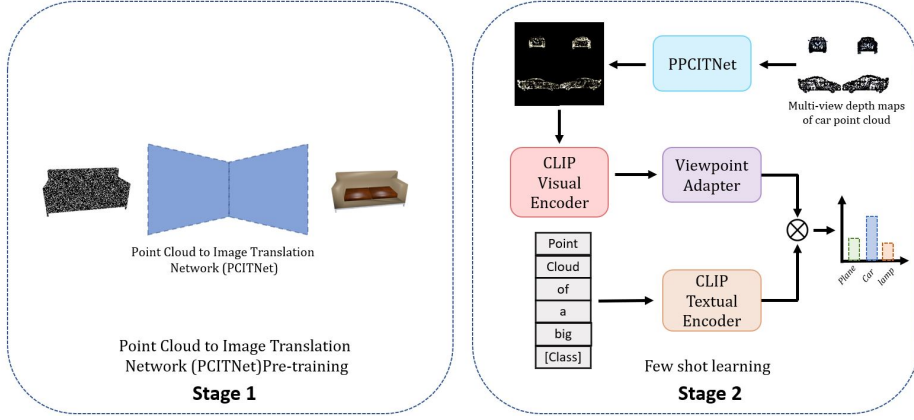 Point Cloud to Image Translation
Network (PCITNet)
Point Cloud to Image Translation
Network (PCITNet)Pre-training
Stage 1
PPCITNet
Multi-view depth maps
of car point cloud
CLIP
Visual
Encoder
Viewpoint
Adapter
Point
Cloud
of
a
big
[Class]
CLIP
Textual
Encoder
Plane
Car
lamp
Few shot learning
Stage 2